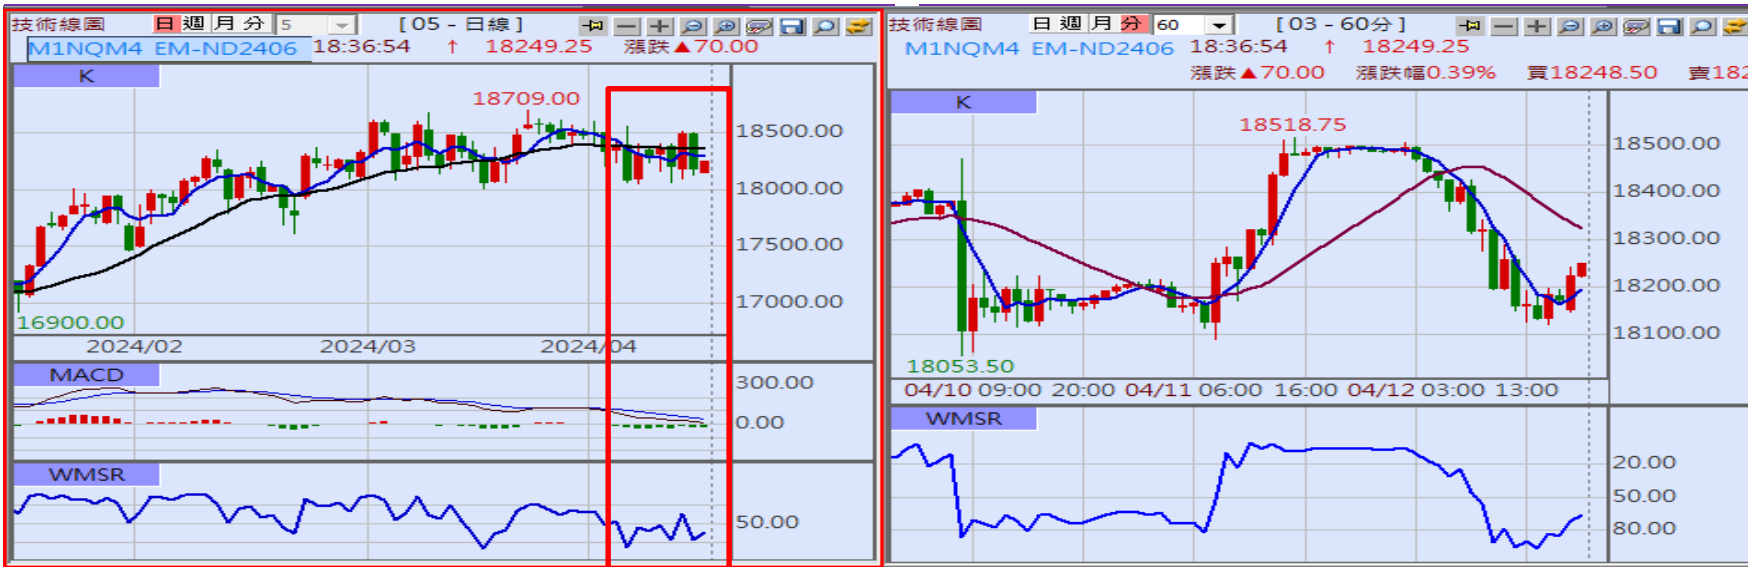 技術線圖 日 週 月 分 5 [ 05 - 日線 ]
M1NQM4 EM-ND2406 18:36:54 ↑ 18249.25 漲跌▲70.00
K
18709.00
18500.00
18000.00
17500.00
17000.00
16900.00
2024/02 2024/03 2024/04
MACD
300.00
0.00
WMSR
50.00
技術線圖 日 週 月 分 60 [ 03 - 60分 ]
M1NQM4 EM-ND2406 18:36:54 ↑ 18249.25
漲跌▲70.00 漲跌幅0.39% 買18248.50 賣182
K
18518.75
18500.00
18400.00
18300.00
18200.00
18100.00
18053.50
04/10 09:00 20:00 04/11 06:00 16:00 04/12 03:00 13:00
WMSR
20.00
50.00
80.00